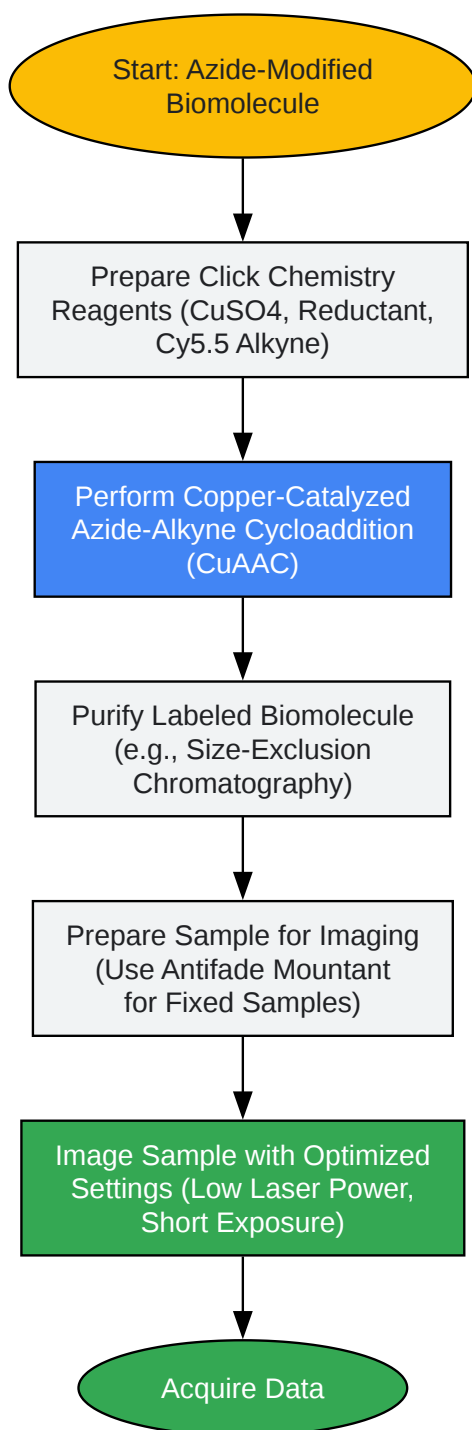 Start: Azide-Modified
Biomolecule
Prepare Click Chemistry
Reagents (CuSO4, Reductant,
Cy5.5 Alkyne)
Perform Copper-Catalyzed
Azide-Alkyne Cycloaddition
(CuAAC)
Purify Labeled Biomolecule
(e.g., Size-Exclusion
Chromatography)
Prepare Sample for Imaging
(Use Antifade Mountant
for Fixed Samples)
Image Sample with Optimized
Settings (Low Laser Power,
Short Exposure)
Acquire Data